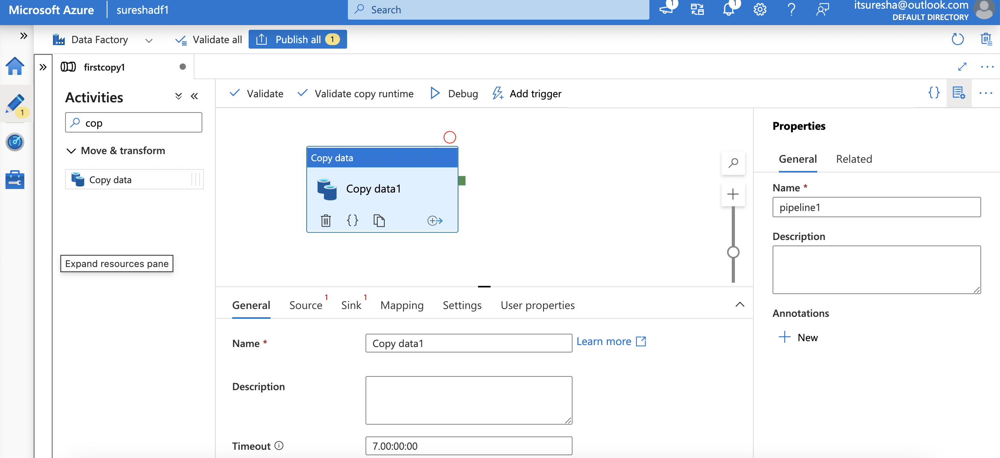 Microsoft Azure
sureshadf1
Search
1
1
itsuresha@outlook.com
DEFAULT DIRECTORY
Data Factory
Validate all
Publish all 1
firstcopy1
1
Activities
cop
Move & transform
Copy data
Expand resources pane
Validate
Validate copy runtime
Debug
Add trigger
Copy data
Copy data1
General
Source 1
Sink 1
Mapping
Settings
User properties
Name *
Copy data1
Learn more
Description
Timeout
7.00:00:00
Properties
General
Related
Name *
pipeline1
Description
Annotations
New